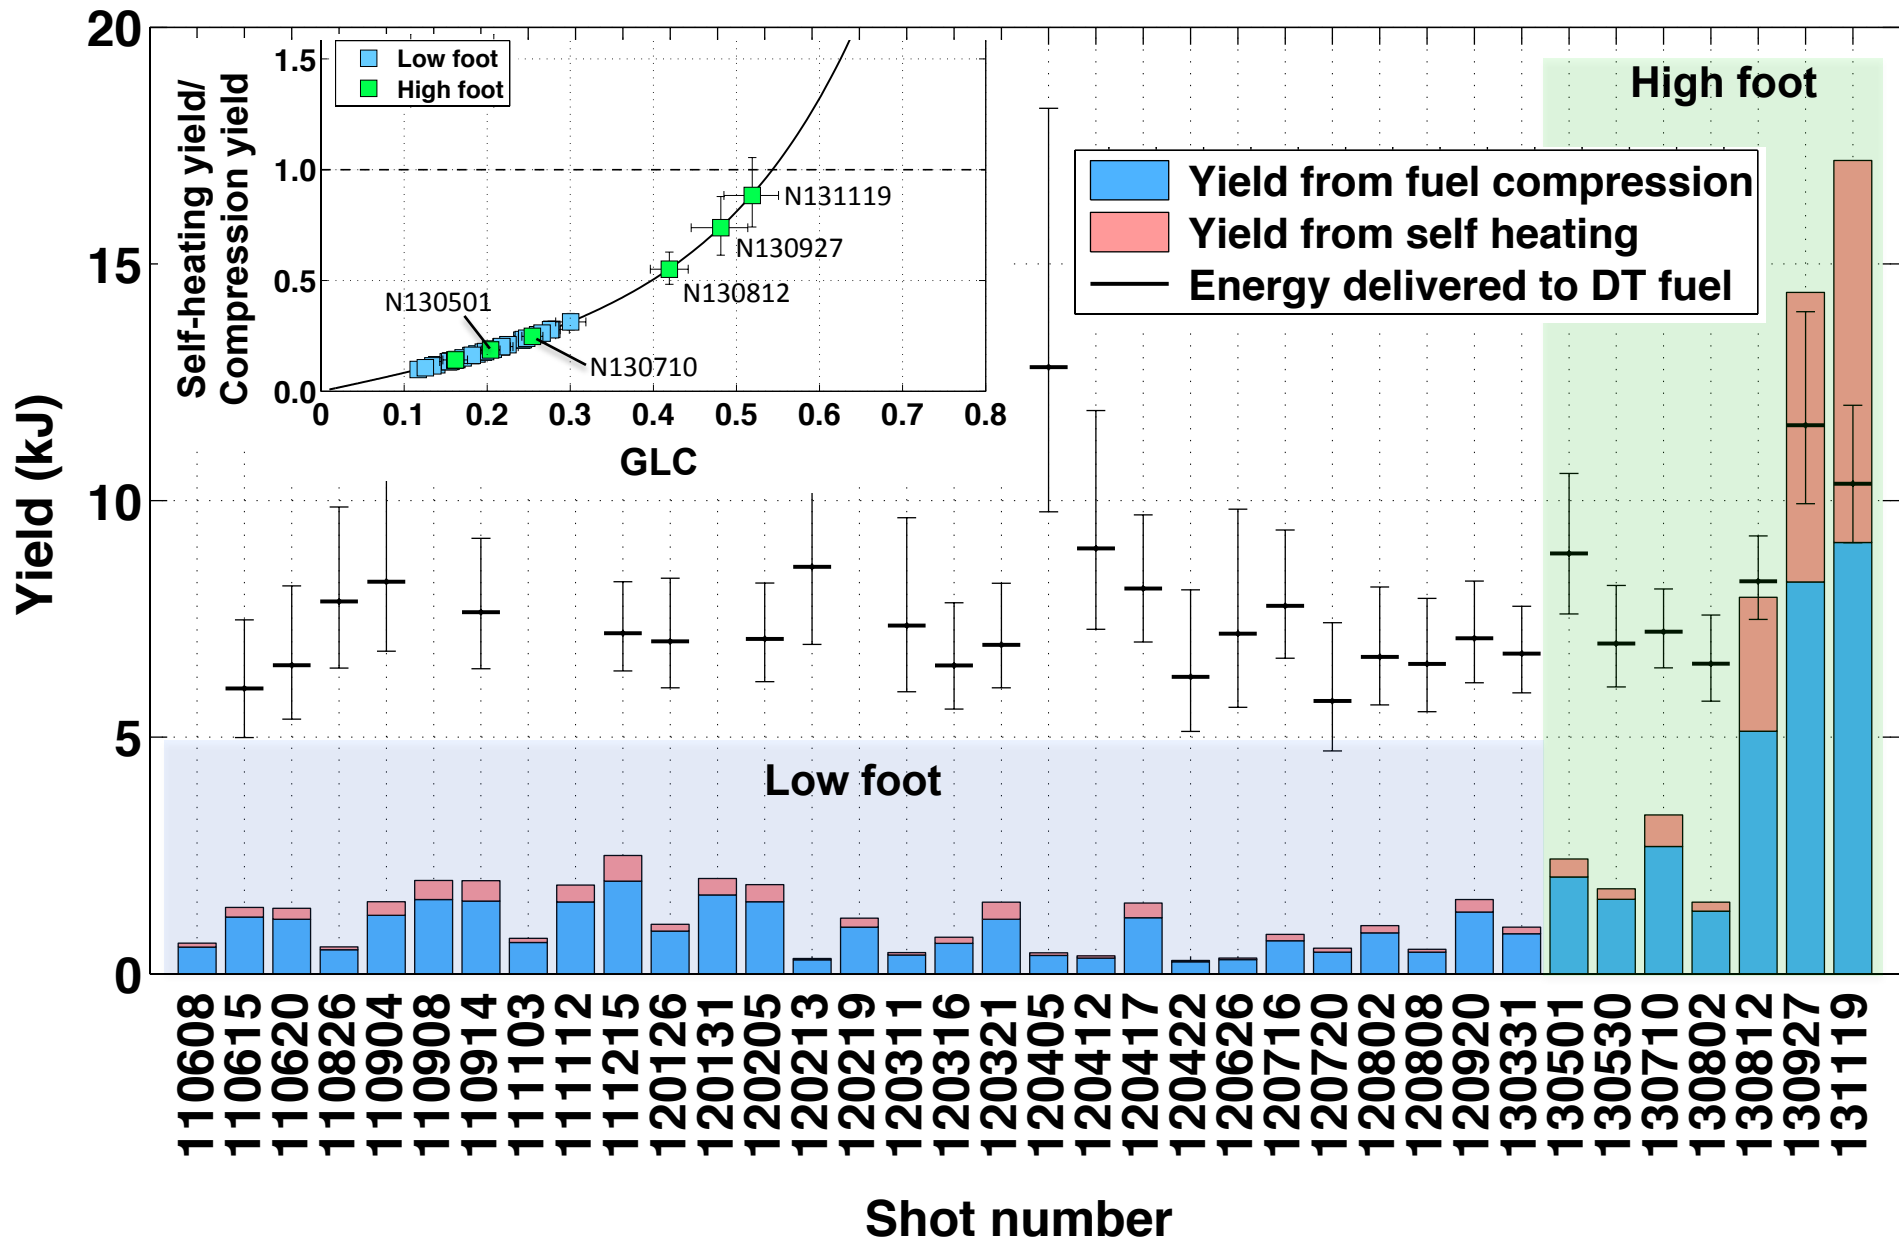 20
15
10
5
0
Yield (kJ)
Self-heating yield/
Compression yield
1.5
1.0
0.5
0.0
Low foot
High foot
N131119
N130927
N130812
N130501
N130710
0 0.1 0.2 0.3 0.4 0.5 0.6 0.7 0.8
GLC
High foot
Yield from fuel compression
Yield from self heating
Energy delivered to DT fuel
Low foot
110608
110615
110620
110826
110904
110908
110914
111103
111112
111215
120126
120131
120205
120213
120219
120311
120316
120321
120405
120412
120417
120422
120626
120716
120720
120802
120808
120920
130331
130501
130530
130710
130802
130812
130927
131119
Shot number